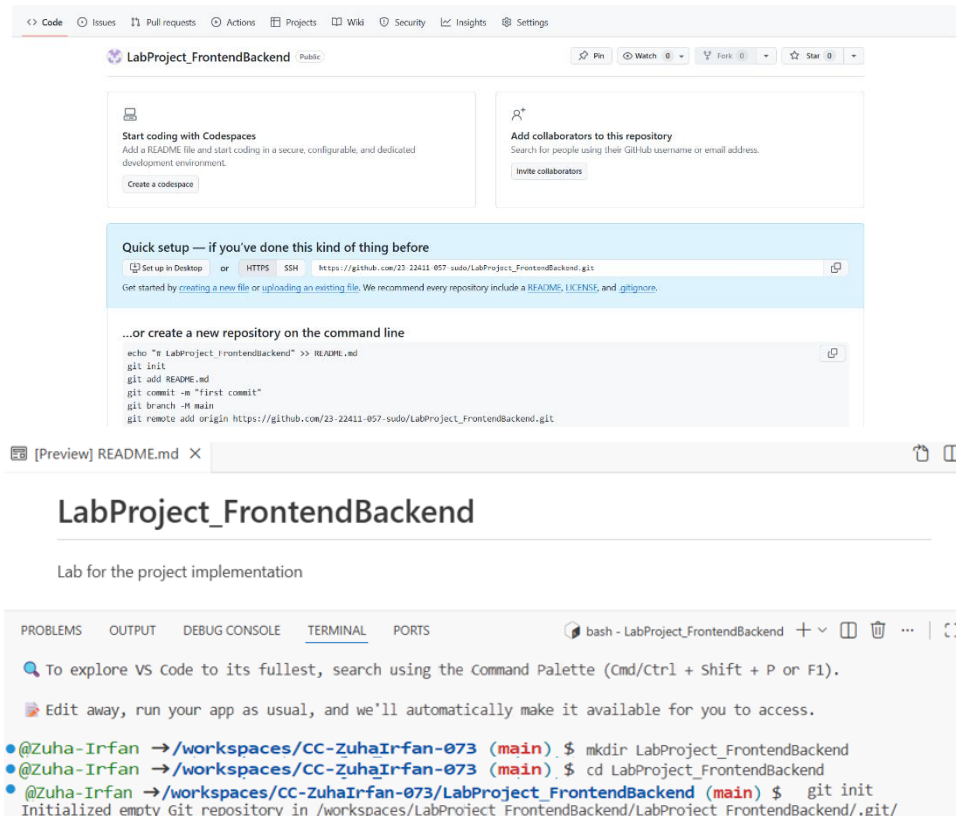 Code Issues Pull requests Actions Projects Wiki Security Insights Settings
LabProject_FrontendBackend Public Pin Watch 0 Fork 0 Star 0
Start coding with Codespaces
Add a README file and start coding in a secure, configurable, and dedicated
development environment.
Create a codespace
Add collaborators to this repository
Search for people using their GitHub username or email address.
Invite collaborators
Quick setup — if you've done this kind of thing before
Set up in Desktop or HTTPS SSH https://github.com/23-22411-057-sudo/LabProject_FrontendBackend.git
Get started by creating a new file or uploading an existing file. We recommend every repository include a README, LICENSE, and .gitignore.
...or create a new repository on the command line
echo "# LabProject_FrontendBackend" >> README.md
git init
git add README.md
git commit -m "first commit"
git branch -M main
git remote add origin https://github.com/23-22411-057-sudo/LabProject_FrontendBackend.git
[Preview] README.md
LabProject_FrontendBackend
Lab for the project implementation
PROBLEMS OUTPUT DEBUG CONSOLE TERMINAL PORTS bash - LabProject_FrontendBackend
To explore VS Code to its fullest, search using the Command Palette (Cmd/Ctrl + Shift + P or F1).
Edit away, run your app as usual, and we'll automatically make it available for you to access.
@Zuha-Irfan →/workspaces/CC-ZuhaIrfan-073 (main) $ mkdir LabProject_FrontendBackend
@Zuha-Irfan →/workspaces/CC-ZuhaIrfan-073 (main) $ cd LabProject_FrontendBackend
@Zuha-Irfan →/workspaces/CC-ZuhaIrfan-073/LabProject_FrontendBackend (main) $ git init
Initialized empty Git repository in /workspaces/LabProject_FrontendBackend/LabProject_FrontendBackend/.git/